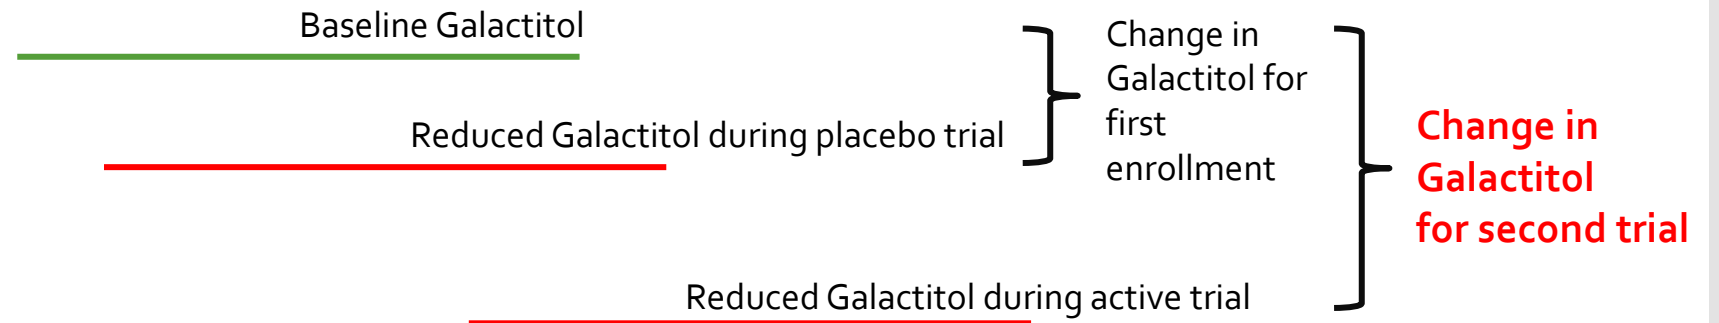 Baseline Galactitol
Reduced Galactitol during placebo trial
Change in
Galactitol for
first
enrollment
Change in
Galactitol
for second trial
Reduced Galactitol during active trial